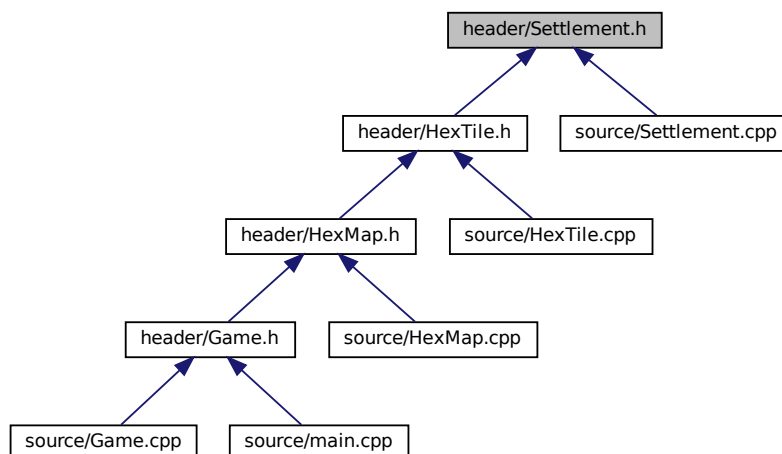 header/Settlement.h
header/HexTile.h
source/Settlement.cpp
header/HexMap.h
source/HexTile.cpp
header/Game.h
source/HexMap.cpp
source/Game.cpp
source/main.cpp